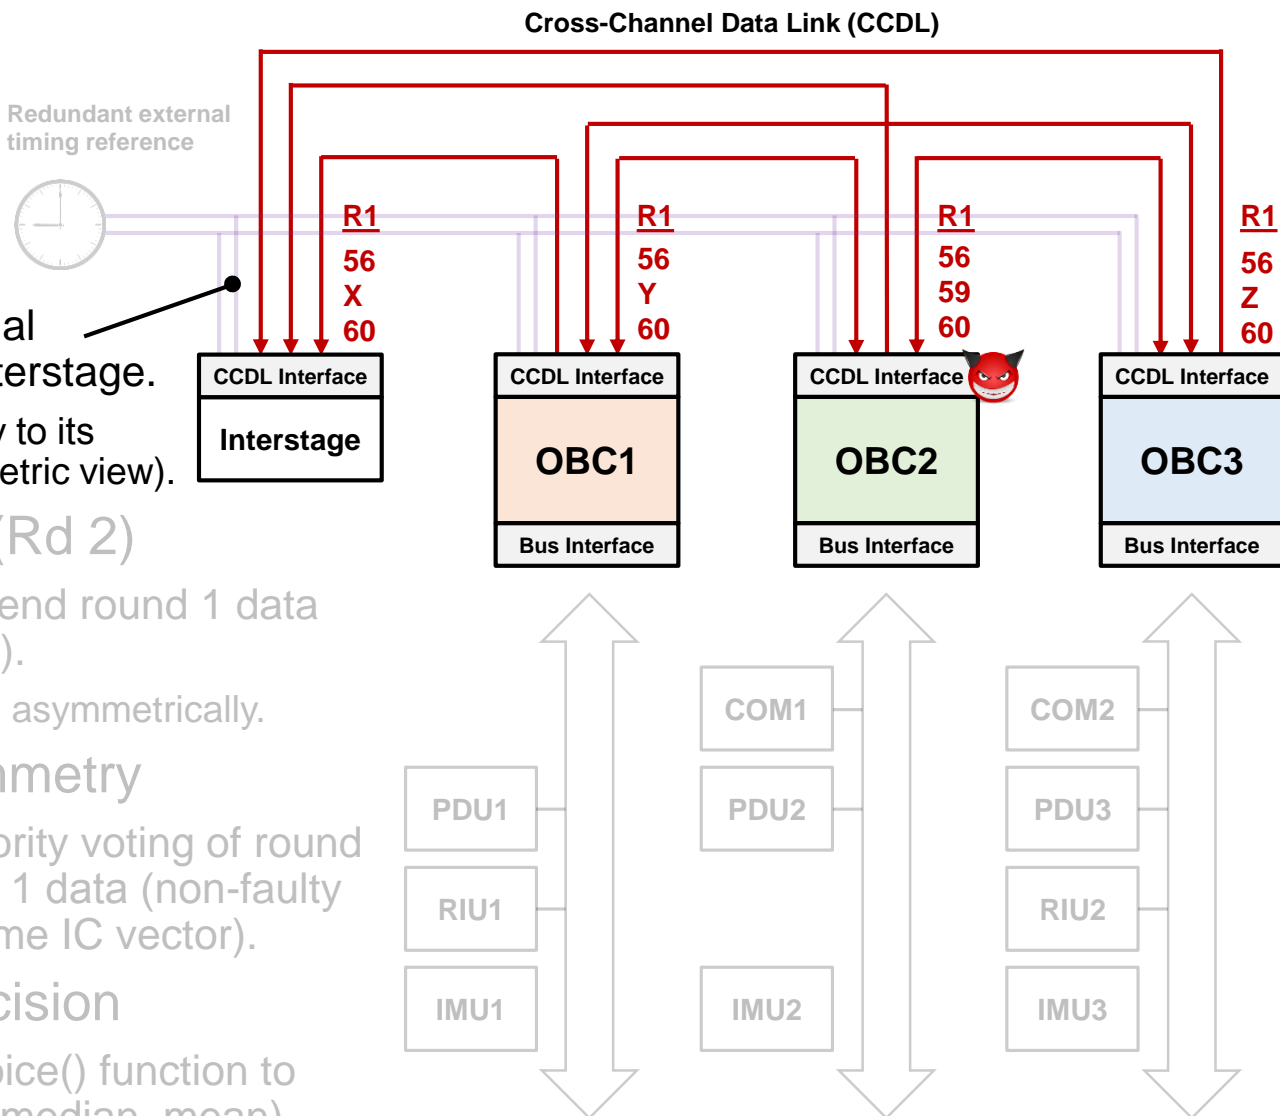 Cross-Channel Data Link (CCDL)
Redundant external
timing reference
R1
56
X
60
R1
56
Y
60
R1
56
59
60
R1
56
Z
60
al
terstage.
y to its
etric view).
(Rd 2)
end round 1 data
).
asymmetrically.
metry
ority voting of round
1 data (non-faulty
me IC vector).
cision
oice() function to
median, mean)
CCDL Interface
Interstage
CCDL Interface
OBC1
Bus Interface
CCDL Interface
OBC2
Bus Interface
CCDL Interface
OBC3
Bus Interface
PDU1
RIU1
IMU1
COM1
PDU2
IMU2
COM2
PDU3
RIU2
IMU3